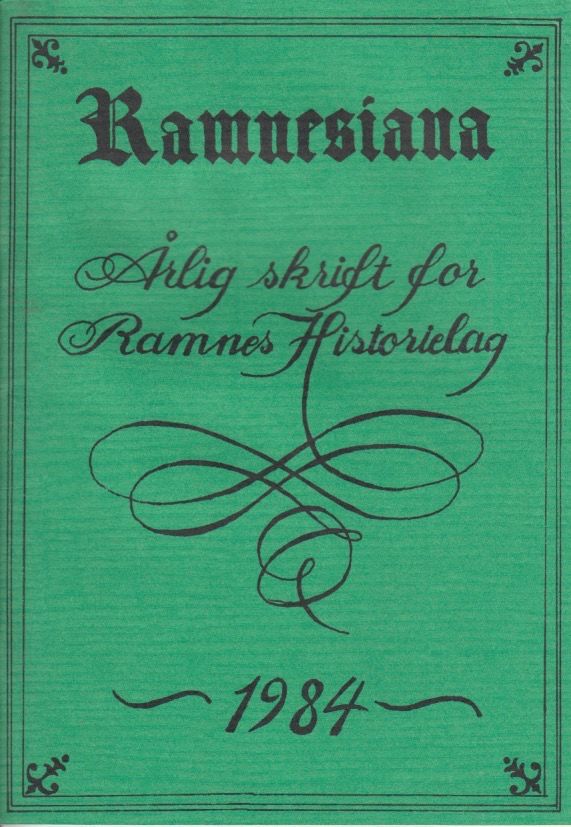 Ramnesiana
Årlig skrift for
Ramnes Historielag
~ 1984 ~